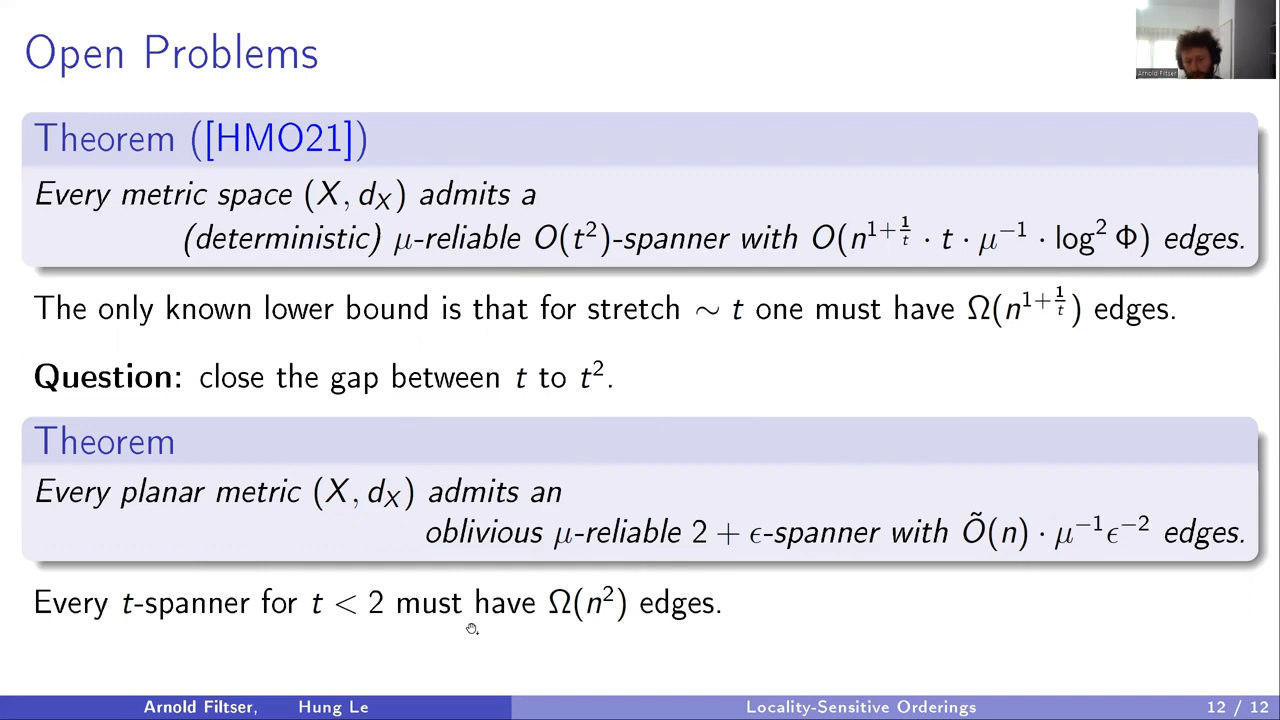 Open Problems
Arnold Filtser
Theorem ([HMO21])
Every metric space (X, d_X) admits a
(deterministic) μ-reliable O(t²)-spanner with O(n^{1+1/t} · t · μ⁻¹ · log² Φ) edges.
The only known lower bound is that for stretch ∼ t one must have Ω(n^{1+1/t}) edges.
Question: close the gap between t to t².
Theorem
Every planar metric (X, d_X) admits an
oblivious μ-reliable 2 + ϵ-spanner with Õ(n) · μ⁻¹ϵ⁻² edges.
Every t-spanner for t < 2 must have Ω(n²) edges.
Arnold Filtser, Hung Le
Locality-Sensitive Orderings
12 / 12